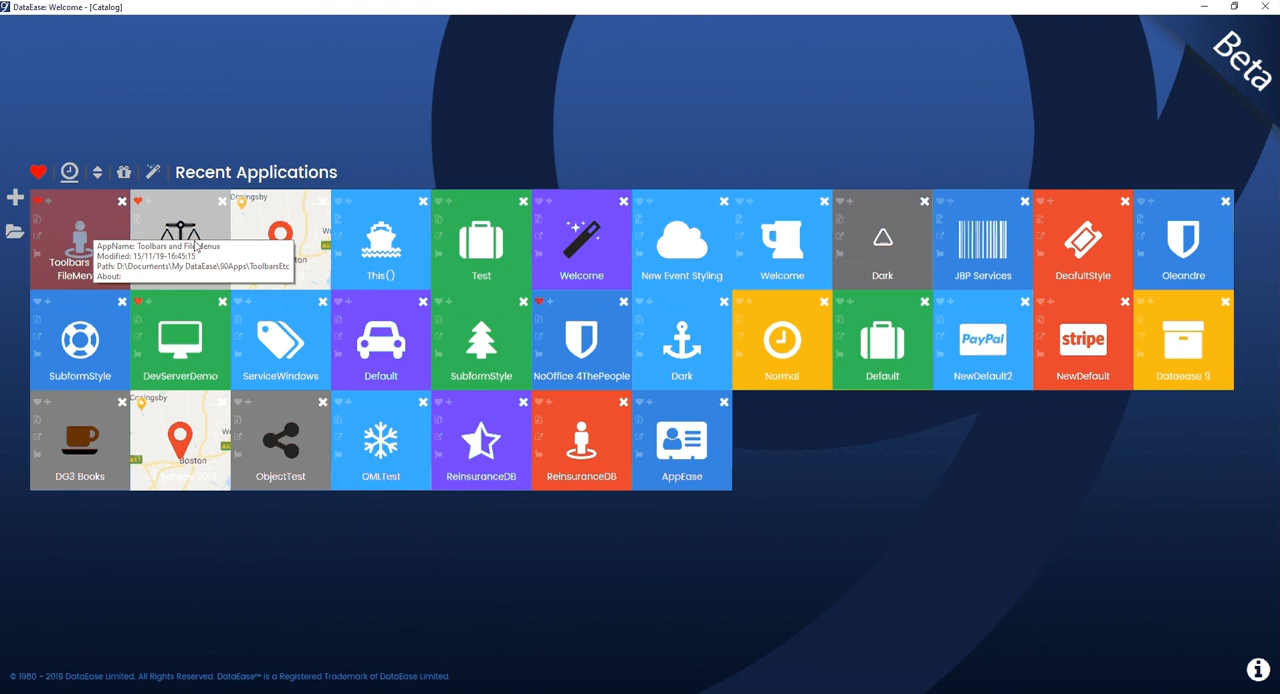 DataEase: Welcome - [Catalog]
Beta
Recent Applications
Coningsby
AppName: Toolbars and FileMenus
Modified: 15/11/19-16:45:15
Path: D:\Documents\My DataEase\90Apps\ToolbarsEtc
About:
Toolbars
FileMen
This()
Test
Welcome
New Event Styling
Welcome
Dark
JBP Services
DeafultStyle
Oleandre
SubformStyle
DevServerDemo
ServiceWindows
Default
SubformStyle
NoOffice 4ThePeople
Dark
Normal
Default
PayPal
NewDefault2
stripe
NewDefault
Dataease 9
DG3 Books
Coningsby
Boston
ObjectTest
OMLTest
ReinsuranceDB
ReinsuranceDB
AppEase
© 1980 - 2019 DataEase Limited. All Rights Reserved. DataEase™ is a Registered Trademark of DataEase Limited.